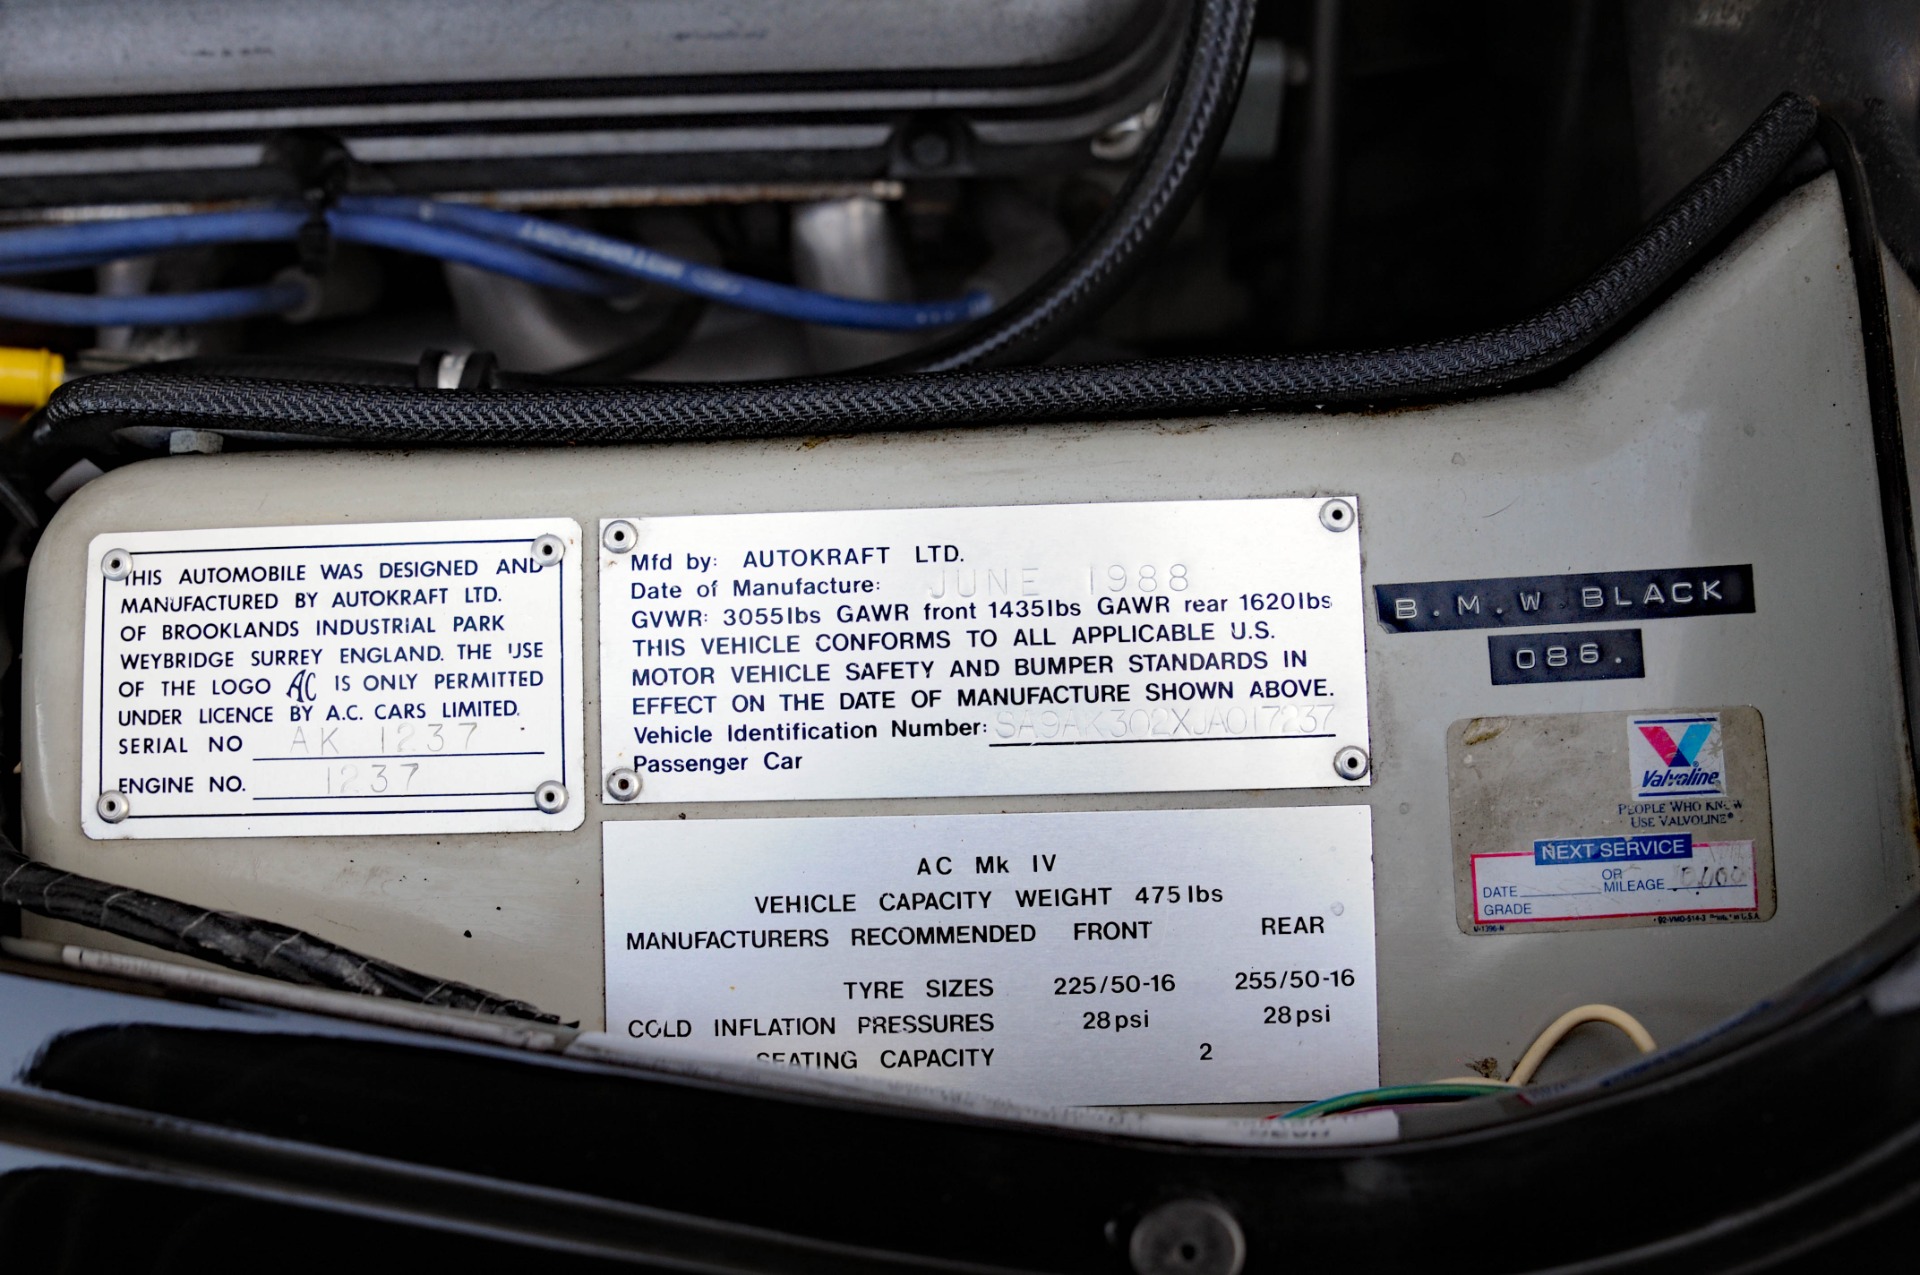 MOTORSPORT
THIS AUTOMOBILE WAS DESIGNED AND
MANUFACTURED BY AUTOKRAFT LTD.
OF BROOKLANDS INDUSTRIAL PARK
WEYBRIDGE SURREY ENGLAND. THE USE
OF THE LOGO AC IS ONLY PERMITTED
UNDER LICENCE BY A.C. CARS LIMITED.
SERIAL NO AK 1237
ENGINE NO. 1237
Mfd by: AUTOKRAFT LTD.
Date of Manufacture: JUNE 1988
GVWR: 3055lbs GAWR front 1435lbs GAWR rear 1620lbs
THIS VEHICLE CONFORMS TO ALL APPLICABLE U.S.
MOTOR VEHICLE SAFETY AND BUMPER STANDARDS IN
EFFECT ON THE DATE OF MANUFACTURE SHOWN ABOVE.
Vehicle Identification Number: SA9AK302XJA017237
Passenger Car
AC Mk IV
VEHICLE CAPACITY WEIGHT 475lbs
MANUFACTURERS RECOMMENDED FRONT REAR
TYRE SIZES 225/50-16 255/50-16
COLD INFLATION PRESSURES 28psi 28psi
SEATING CAPACITY 2
B.M.W BLACK
086.
Valvoline
PEOPLE WHO KNOW
USE VALVOLINE®
NEXT SERVICE
OR
DATE MILEAGE
GRADE